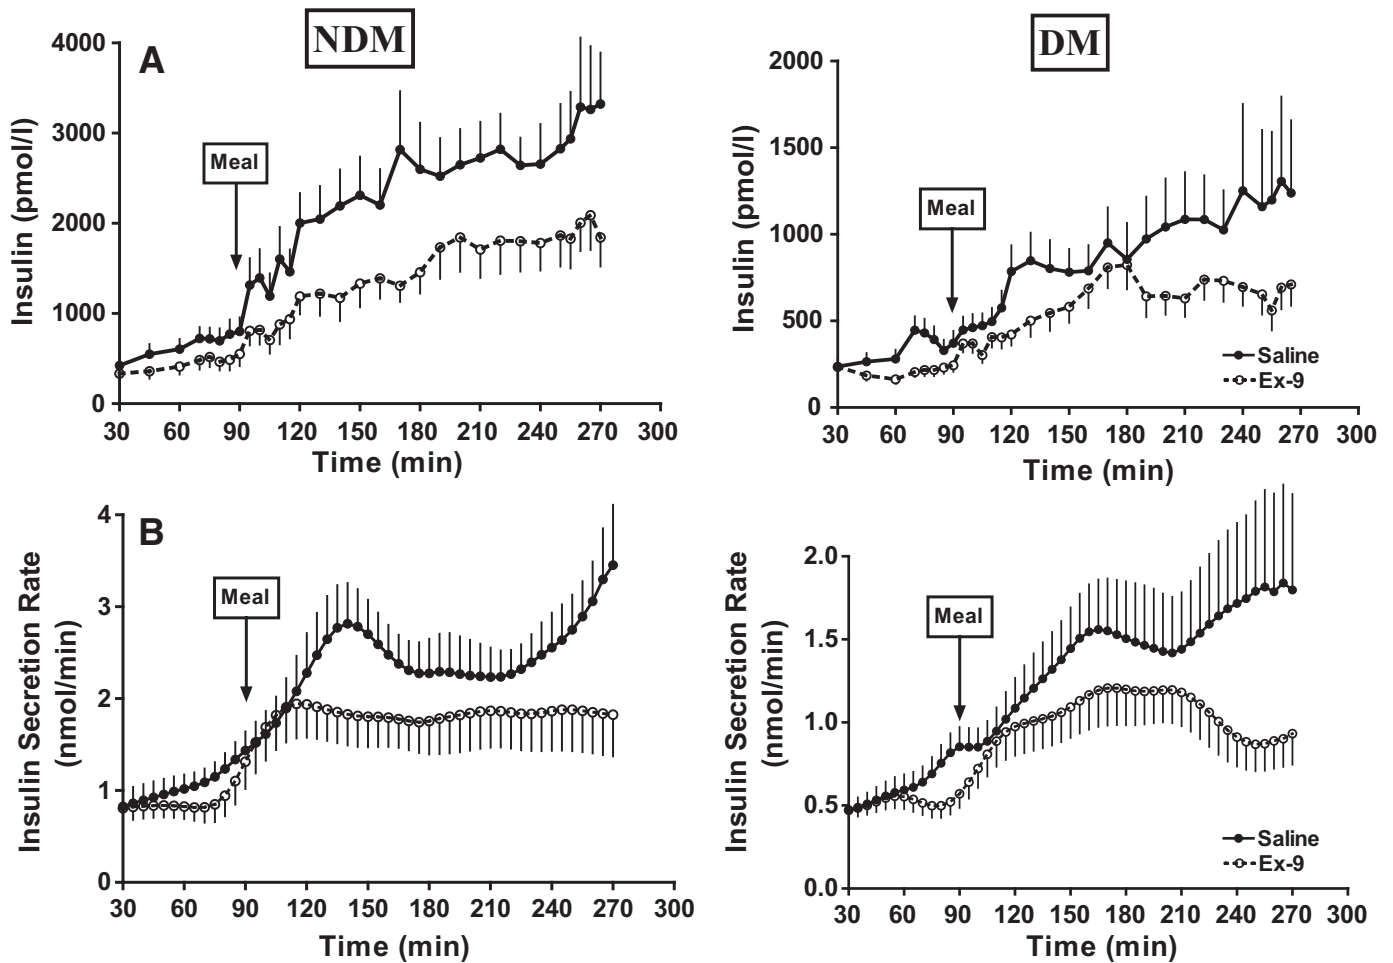 NDM
DM
A
4000
3000
2000
1000
0
Insulin (pmol/l)
Meal
30 60 90 120 150 180 210 240 270 300
Time (min)
2000
1500
1000
500
0
Insulin (pmol/l)
Meal
Saline
Ex-9
30 60 90 120 150 180 210 240 270 300
Time (min)
B
4
3
2
1
0
Insulin Secretion Rate
(nmol/min)
Meal
30 60 90 120 150 180 210 240 270 300
Time (min)
2.0
1.5
1.0
0.5
0.0
Insulin Secretion Rate
(nmol/min)
Meal
Saline
Ex-9
30 60 90 120 150 180 210 240 270 300
Time (min)